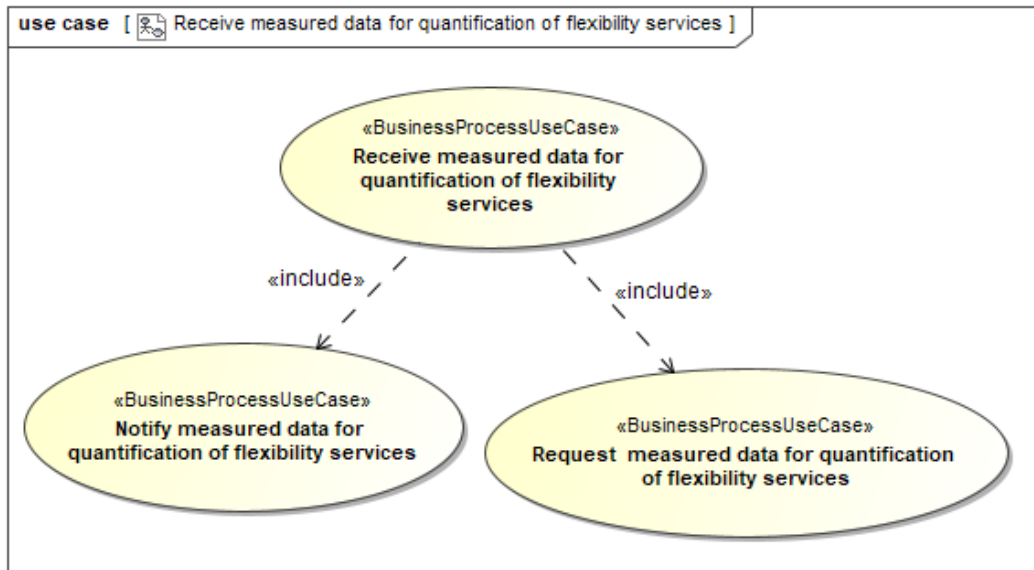 use case [ Receive measured data for quantification of flexibility services ]
«BusinessProcessUseCase»
Receive measured data for
quantification of flexibility
services
«include»
«include»
«BusinessProcessUseCase»
Notify measured data for
quantification of flexibility services
«BusinessProcessUseCase»
Request measured data for quantification
of flexibility services